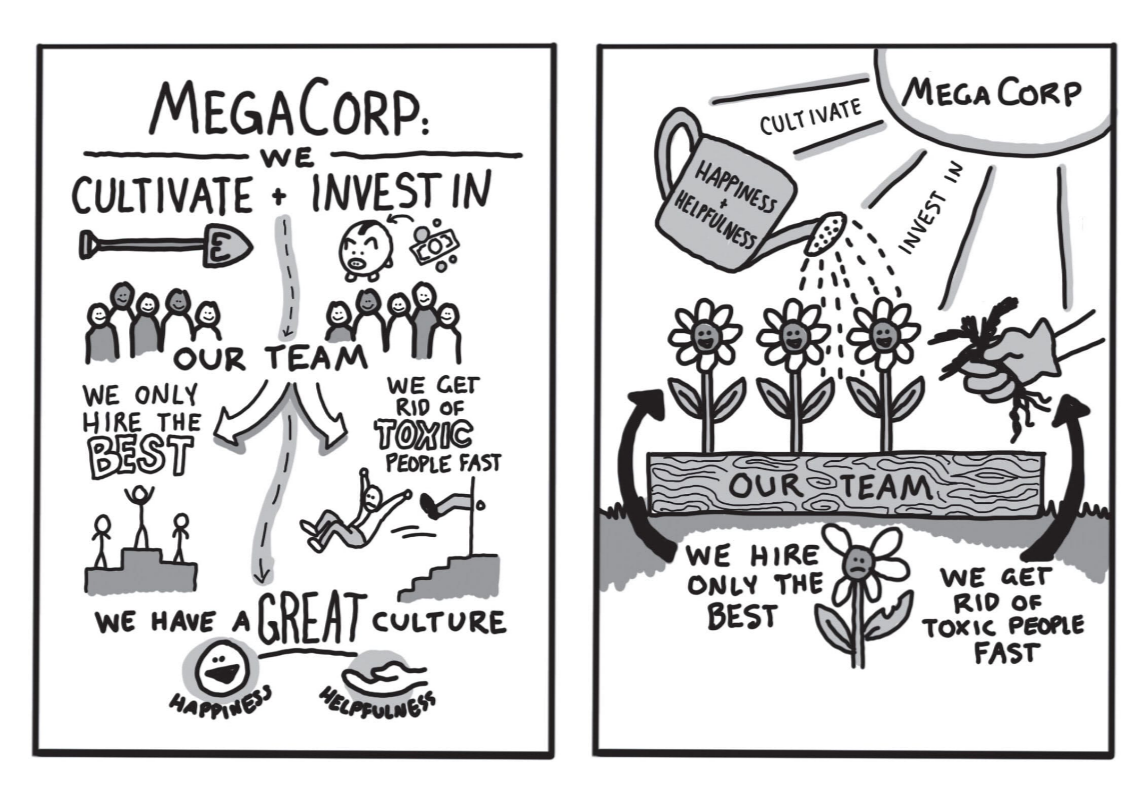 MEGACORP:
WE
CULTIVATE + INVEST IN
OUR TEAM
WE ONLY
HIRE THE
BEST
WE GET
RID OF
TOXIC
PEOPLE FAST
WE HAVE A GREAT CULTURE
HAPPINESS
HELPFULNESS
MEGA CORP
CULTIVATE
INVEST IN
HAPPINESS
+
HELPFULNESS
OUR TEAM
WE HIRE
ONLY THE
BEST
WE GET
RID OF
TOXIC PEOPLE
FAST